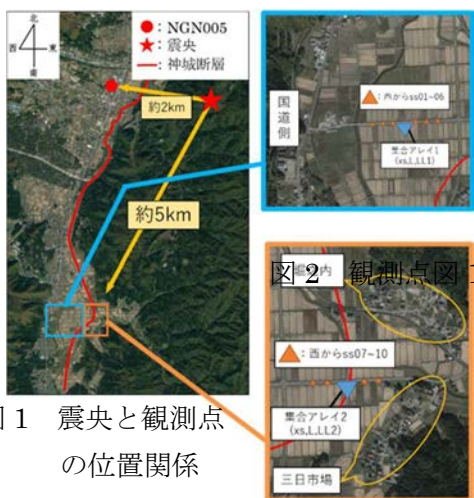 北
西 東
南
●：NGN005
★：震央
―：神城断層
約2km
約5km
図1 震央と観測点
の位置関係
国道側
▲：西からss01~06
集合アレイ1
(xs,L,LL1)
図2 観測点図1
堀之内
▲：西からss07~10
集合アレイ2
(xs,L,LL2)
三日市場